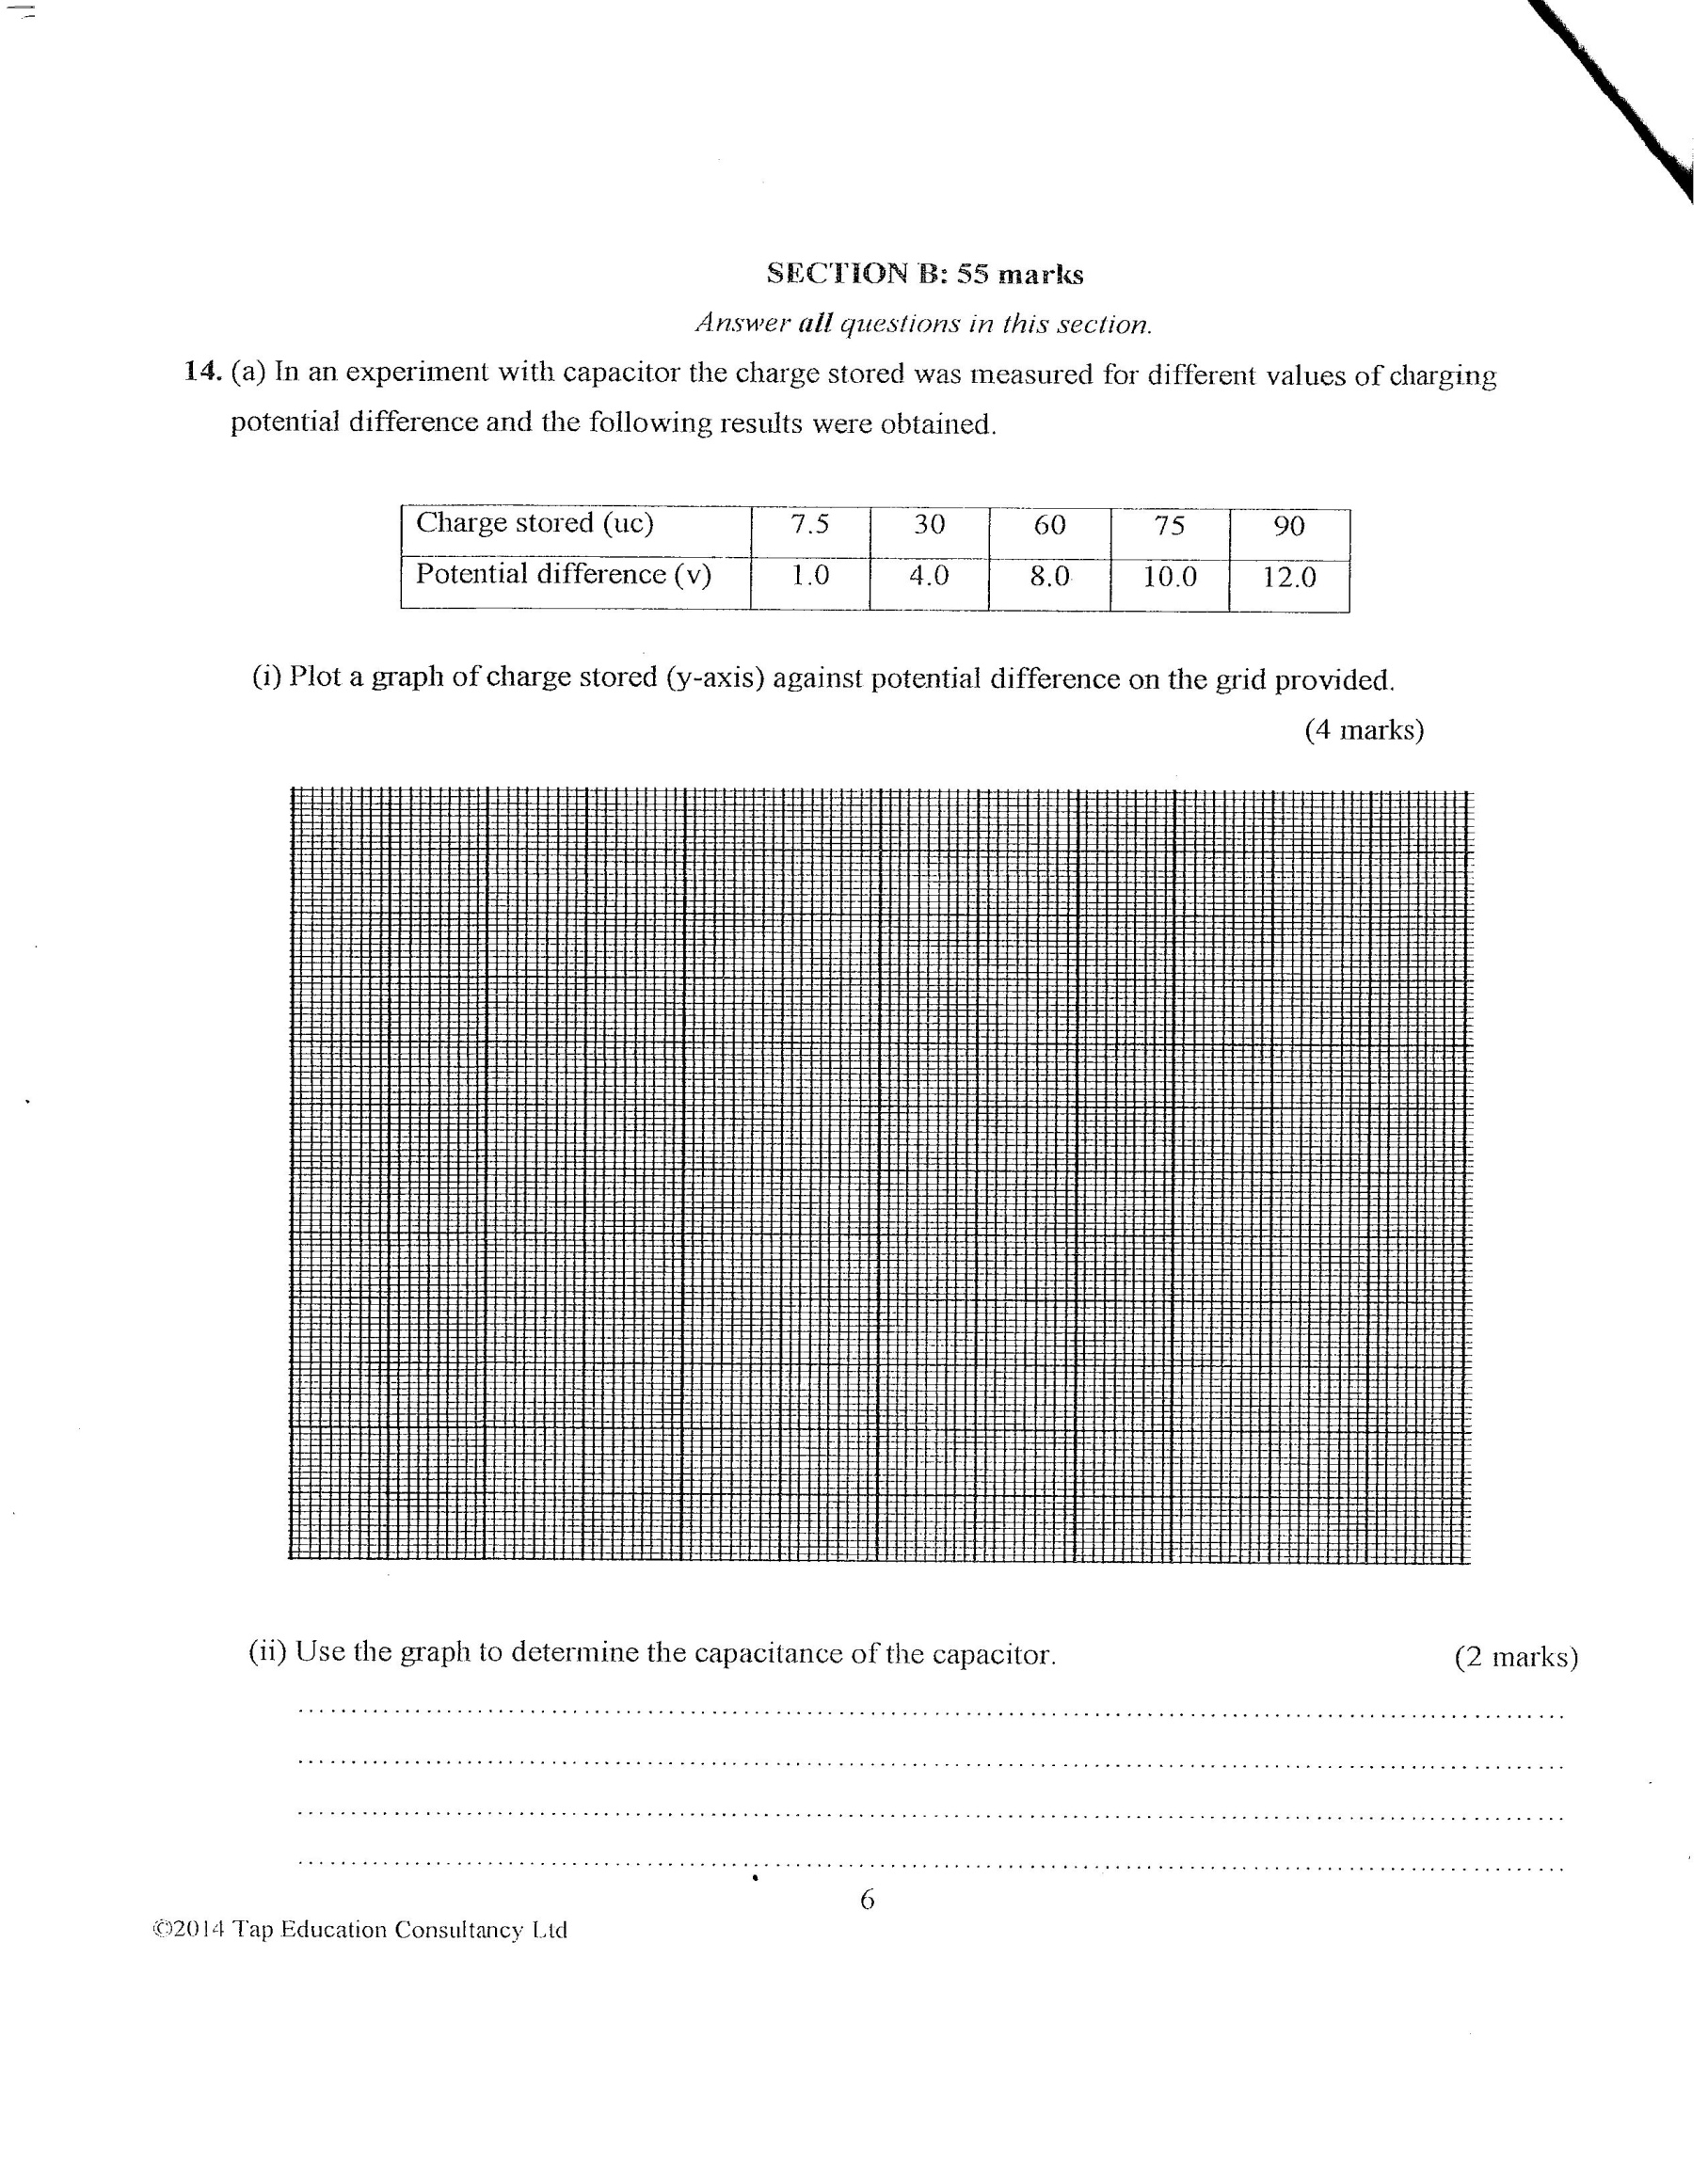 SECTION B: 55 marks
Answer all questions in this section.
14. (a) In an experiment with capacitor the charge stored was measured for different values of charging
potential difference and the following results were obtained.
Charge stored (uc) 7.5 30 60 75 90
Potential difference (v) 1.0 4.0 8.0 10.0 12.0
(i) Plot a graph of charge stored (y-axis) against potential difference on the grid provided.
(4 marks)
(ii) Use the graph to determine the capacitance of the capacitor. (2 marks)
6
©2014 Tap Education Consultancy Ltd